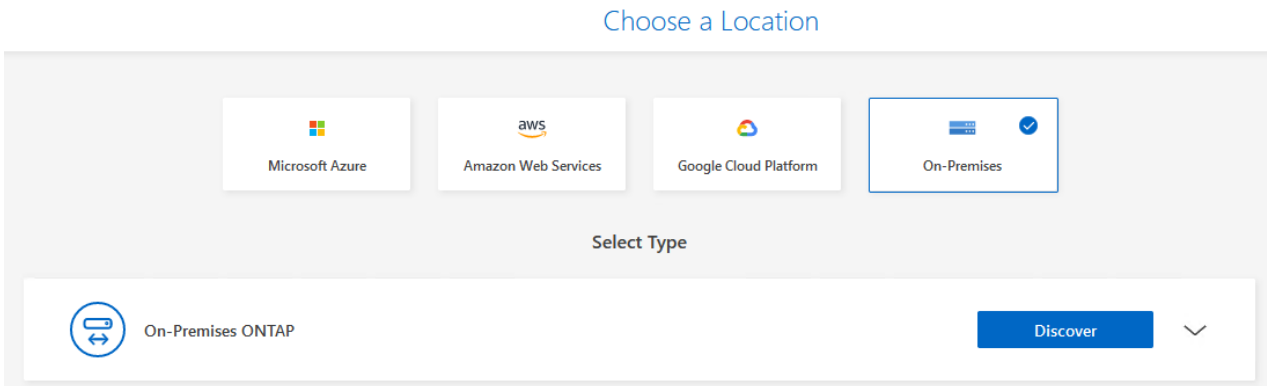 Choose a Location
aws
Microsoft Azure
Amazon Web Services
Google Cloud Platform
On-Premises
Select Type
On-Premises ONTAP
Discover